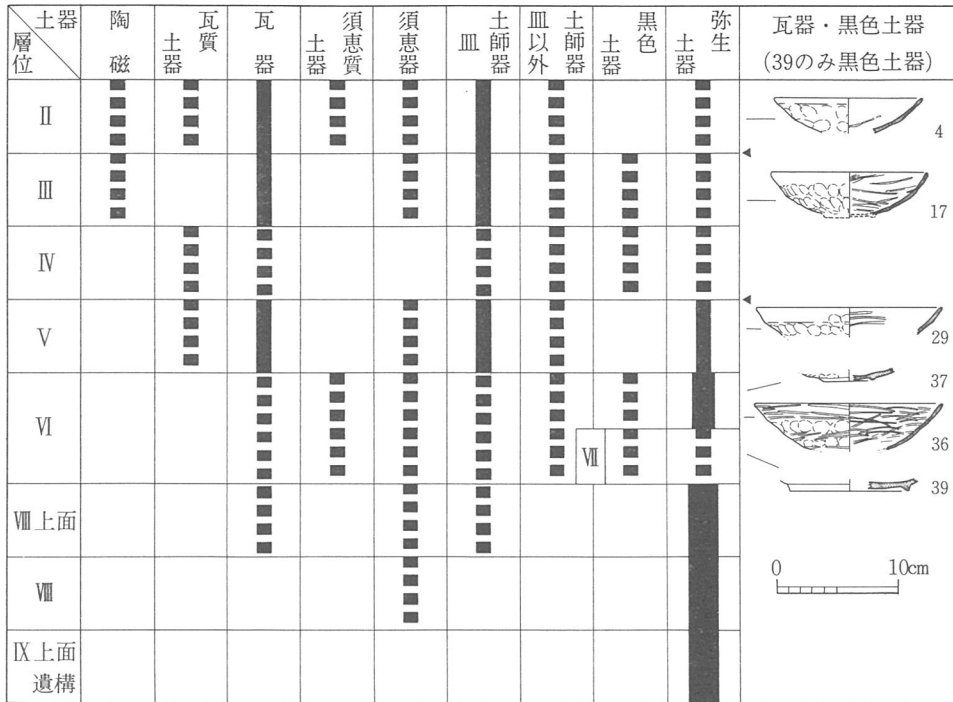 土器
層位
陶磁
瓦質土器
瓦器
須恵質土器
須恵器
土師器皿
土師器皿以外
黒色土器
弥生土器
瓦器・黒色土器
(39のみ黒色土器)
II
4
III
17
IV
V
29
37
VI
VII
36
39
VIII上面
VIII
0 10cm
IX上面
遺構